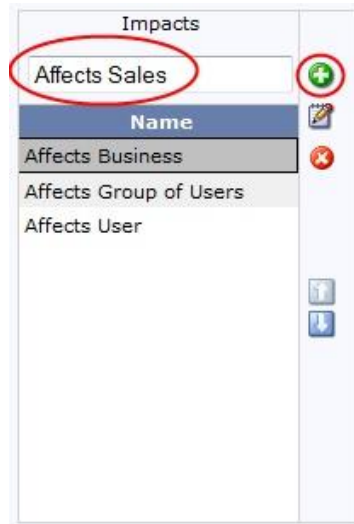 Impacts
Affects Sales
Name
Affects Business
Affects Group of Users
Affects User